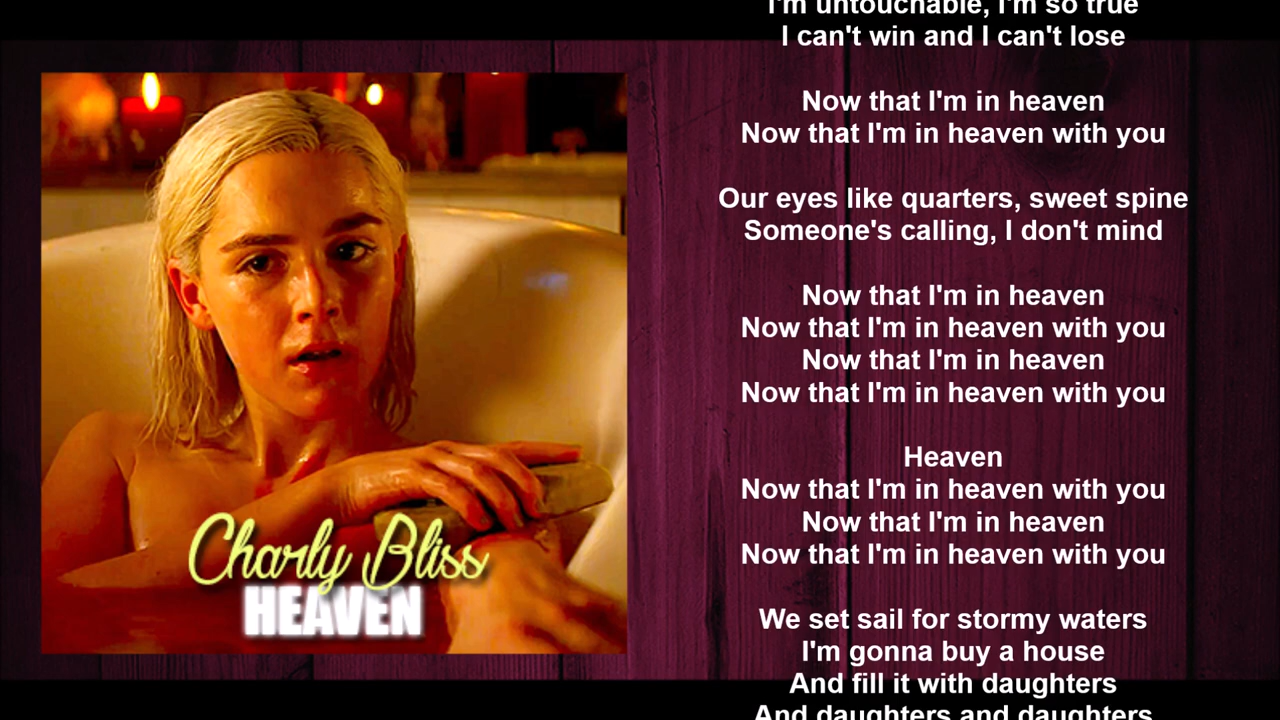 I'm untouchable, I'm so true
I can't win and I can't lose
Now that I'm in heaven
Now that I'm in heaven with you
Our eyes like quarters, sweet spine
Someone's calling, I don't mind
Now that I'm in heaven
Now that I'm in heaven with you
Now that I'm in heaven
Now that I'm in heaven with you
Heaven
Now that I'm in heaven with you
Now that I'm in heaven
Now that I'm in heaven with you
We set sail for stormy waters
I'm gonna buy a house
And fill it with daughters
And daughters and daughters
Charly Bliss
HEAVEN